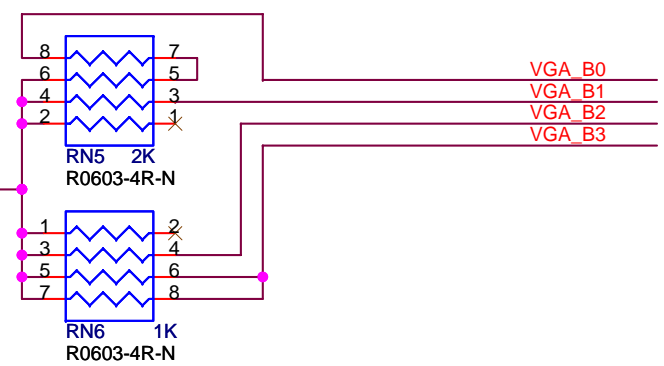 8 7
6 5
4 3
2 1
RN5 2K
R0603-4R-N
VGA_B0
VGA_B1
VGA_B2
VGA_B3
1 2
3 4
5 6
7 8
RN6 1K
R0603-4R-N